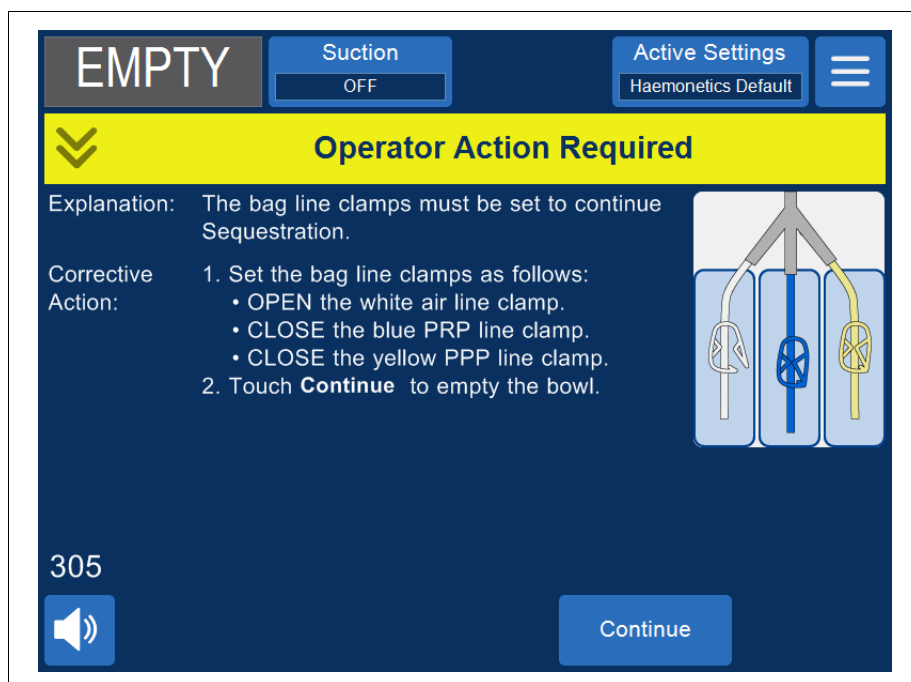 EMPTY
Suction
OFF
Active Settings
Haemonetics Default
Operator Action Required
Explanation: The bag line clamps must be set to continue
Sequestration.
Corrective 1. Set the bag line clamps as follows:
Action: • OPEN the white air line clamp.
• CLOSE the blue PRP line clamp.
• CLOSE the yellow PPP line clamp.
2. Touch Continue to empty the bowl.
305
Continue